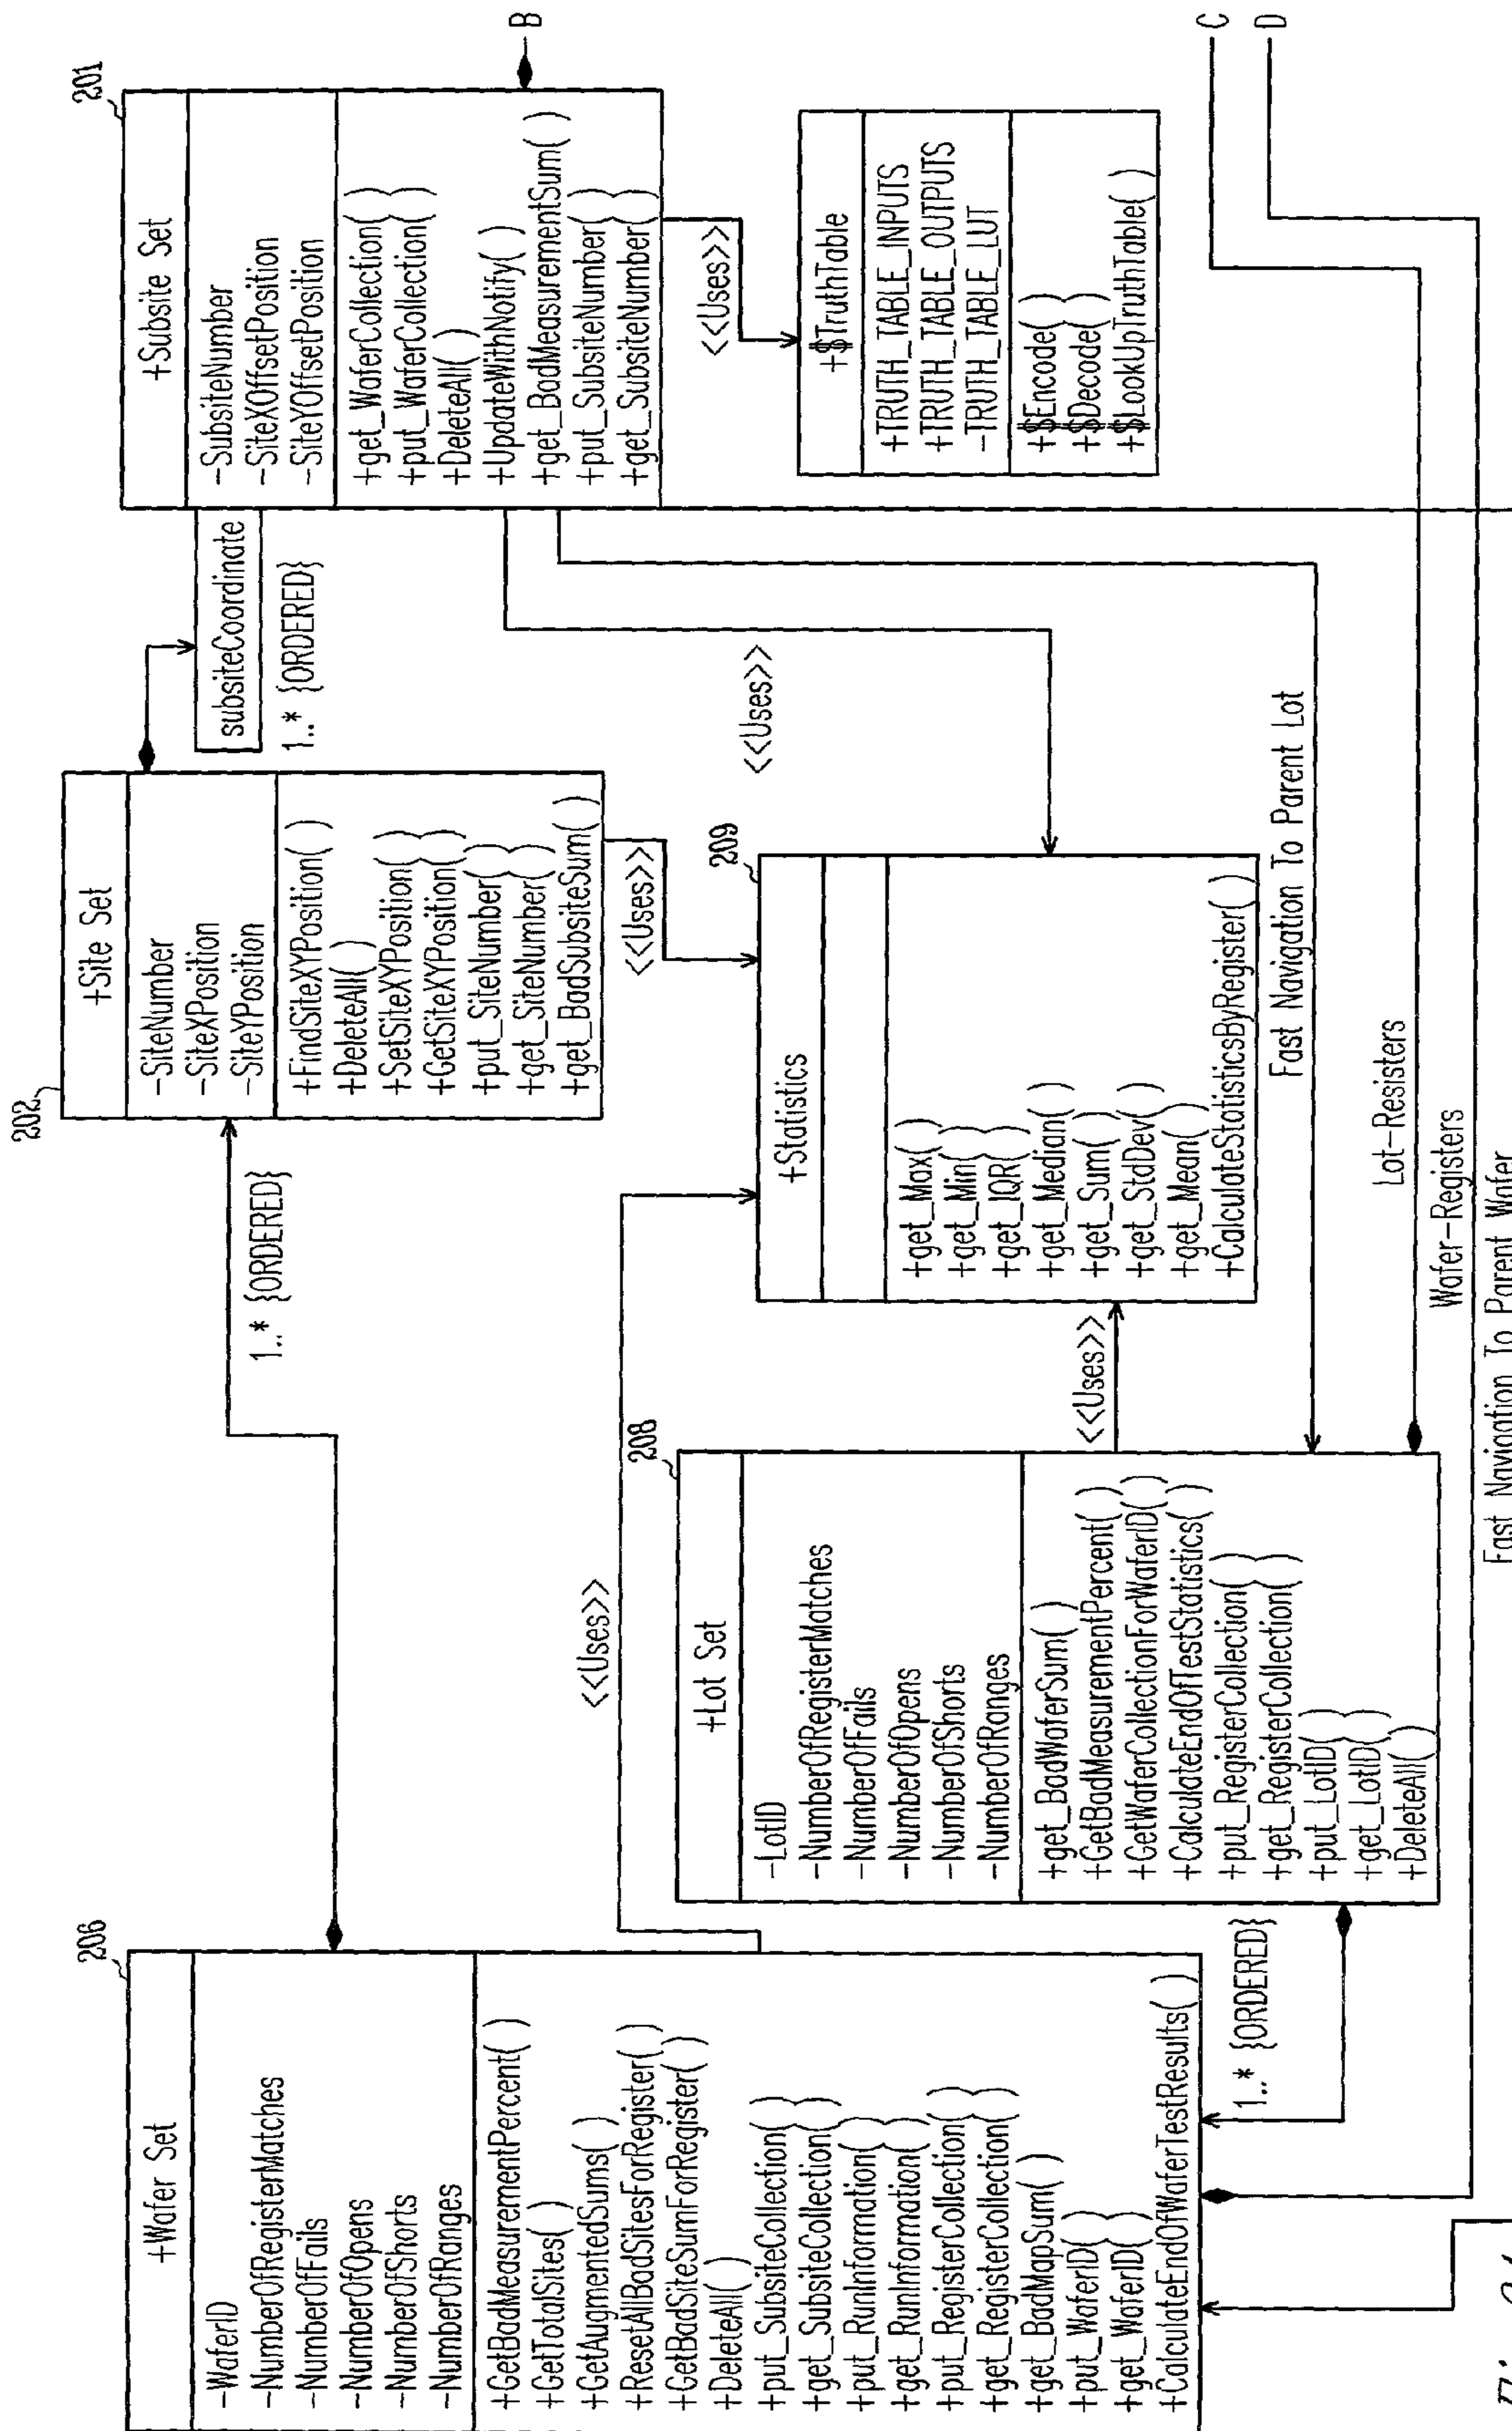 206
+Wafer Set
-WaferID
-NumberOfRegisterMatches
-NumberOfFails
-NumberOfOpens
-NumberOfShorts
-NumberOfRanges
+GetBadMeasurementPercent( )
+GetTotalSites( )
+GetAugmentedSums( )
+ResetAllBadSitesForRegister( )
+GetBadSiteSumForRegister( )
+DeleteAll( )
+put_SubsiteCollection( )
+get_SubsiteCollection( )
+put_RunInformation( )
+get_RunInformation( )
+put_RegisterCollection( )
+get_RegisterCollection( )
+get_BadMapSum( )
+put_WaferID( )
+get_WaferID( )
+CalculateEndOfWaferTestResults( )
1..* {ORDERED}
202
+Site Set
-SiteNumber
-SiteXPosition
-SiteYPosition
+FindSiteXYPosition( )
+DeleteAll( )
+SetSiteXYPosition( )
+GetSiteXYPosition( )
+put_SiteNumber( )
+get_SiteNumber( )
+get_BadSubsiteSum( )
subsiteCoordinate
1..* {ORDERED}
201
+Subsite Set
-SubsiteNumber
-SiteXOffsetPosition
-SiteYOffsetPosition
+get_WaferCollection( )
+put_WaferCollection( )
+DeleteAll( )
+UpdateWithNotify( )
+get_BadMeasurementSum( )
+put_SubsiteNumber( )
+get_SubsiteNumber( )
B
<<Uses>>
<<Uses>>
<<Uses>>
<<Uses>>
208
+Lot Set
-LotID
-NumberOfRegisterMatches
-NumberOfFails
-NumberOfOpens
-NumberOfShorts
-NumberOfRanges
+get_BadWaferSum( )
+GetBadMeasurementPercent( )
+GetWaferCollectionForWaferID( )
+CalculateEndOfTestStatistics( )
+put_RegisterCollection( )
+get_RegisterCollection( )
+put_LotID( )
+get_LotID( )
+DeleteAll( )
1..* {ORDERED}
<<Uses>>
209
+Statistics
+get_Max( )
+get_Min( )
+get_IQR( )
+get_Median( )
+get_Sum( )
+get_StdDev( )
+get_Mean( )
+CalculateStatisticsByRegister( )
+$TruthTable
+TRUTH_TABLE_INPUTS
+TRUTH_TABLE_OUTPUTS
-TRUTH_TABLE_LUT
+$Encode( )
+$Decode( )
+$LookUpTruthTable( )
Fast Navigation To Parent Lot
Lot-Resisters
C
Wafer-Registers
D
Fast Navigation To Parent Wafer